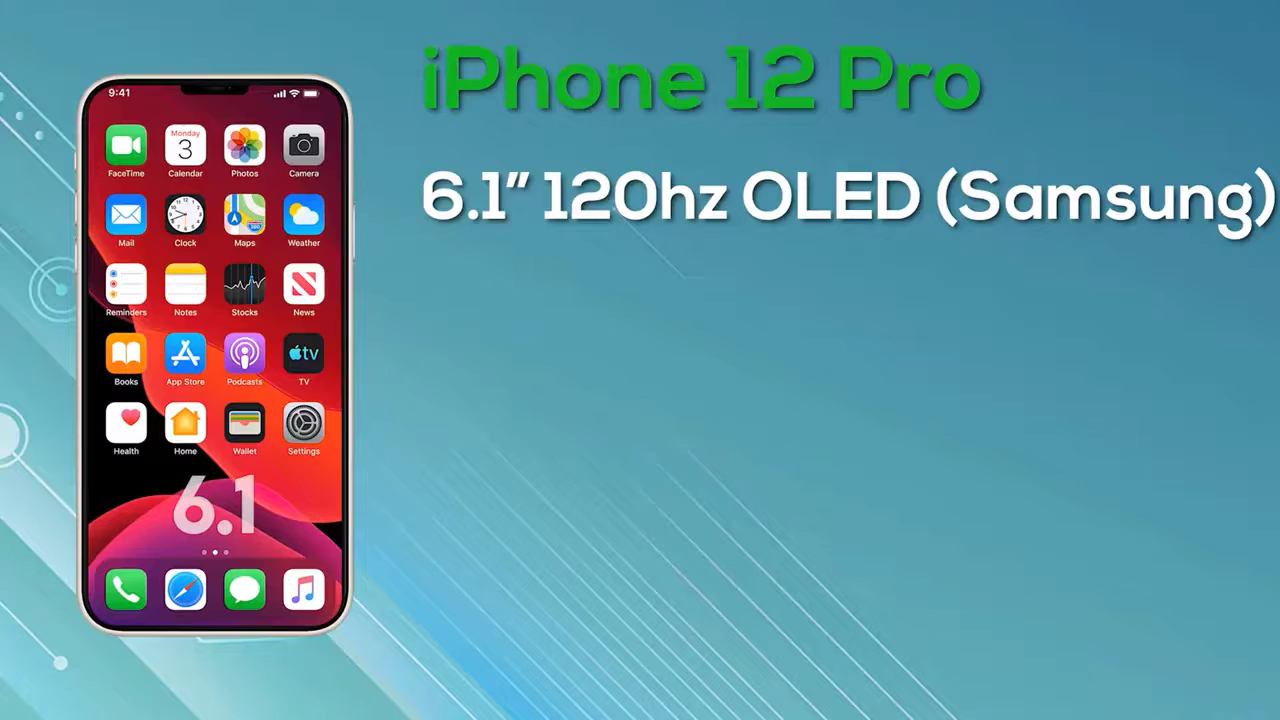 iPhone 12 Pro
6.1” 120hz OLED (Samsung)
9:41
Monday
3
FaceTime Calendar Photos Camera
12
Mail Clock Maps Weather
Reminders Notes Stocks News
tv
Books App Store Podcasts TV
Health Home Wallet Settings
6.1